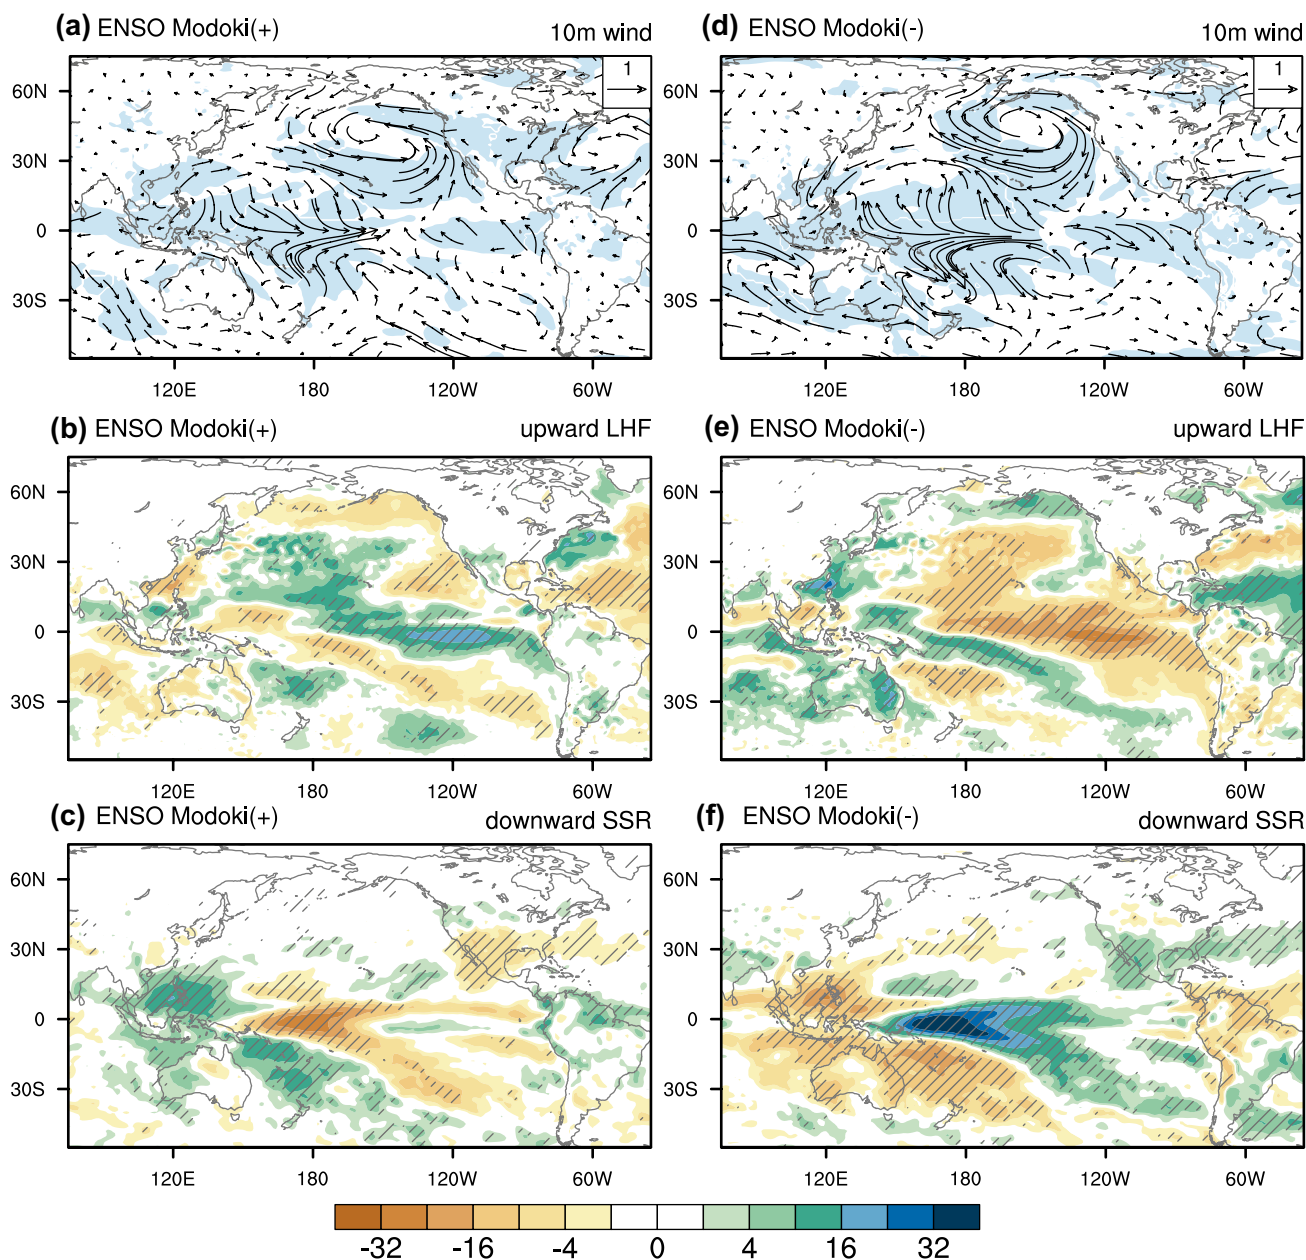 (a) ENSO Modoki(+) 10m wind
(d) ENSO Modoki(-) 10m wind
1
1
60N
30N
0
30S
120E 180 120W 60W
60N
30N
0
30S
120E 180 120W 60W
(b) ENSO Modoki(+) upward LHF
(e) ENSO Modoki(-) upward LHF
60N
30N
0
30S
120E 180 120W 60W
60N
30N
0
30S
120E 180 120W 60W
(c) ENSO Modoki(+) downward SSR
(f) ENSO Modoki(-) downward SSR
60N
30N
0
30S
120E 180 120W 60W
60N
30N
0
30S
120E 180 120W 60W
-32 -16 -4 0 4 16 32